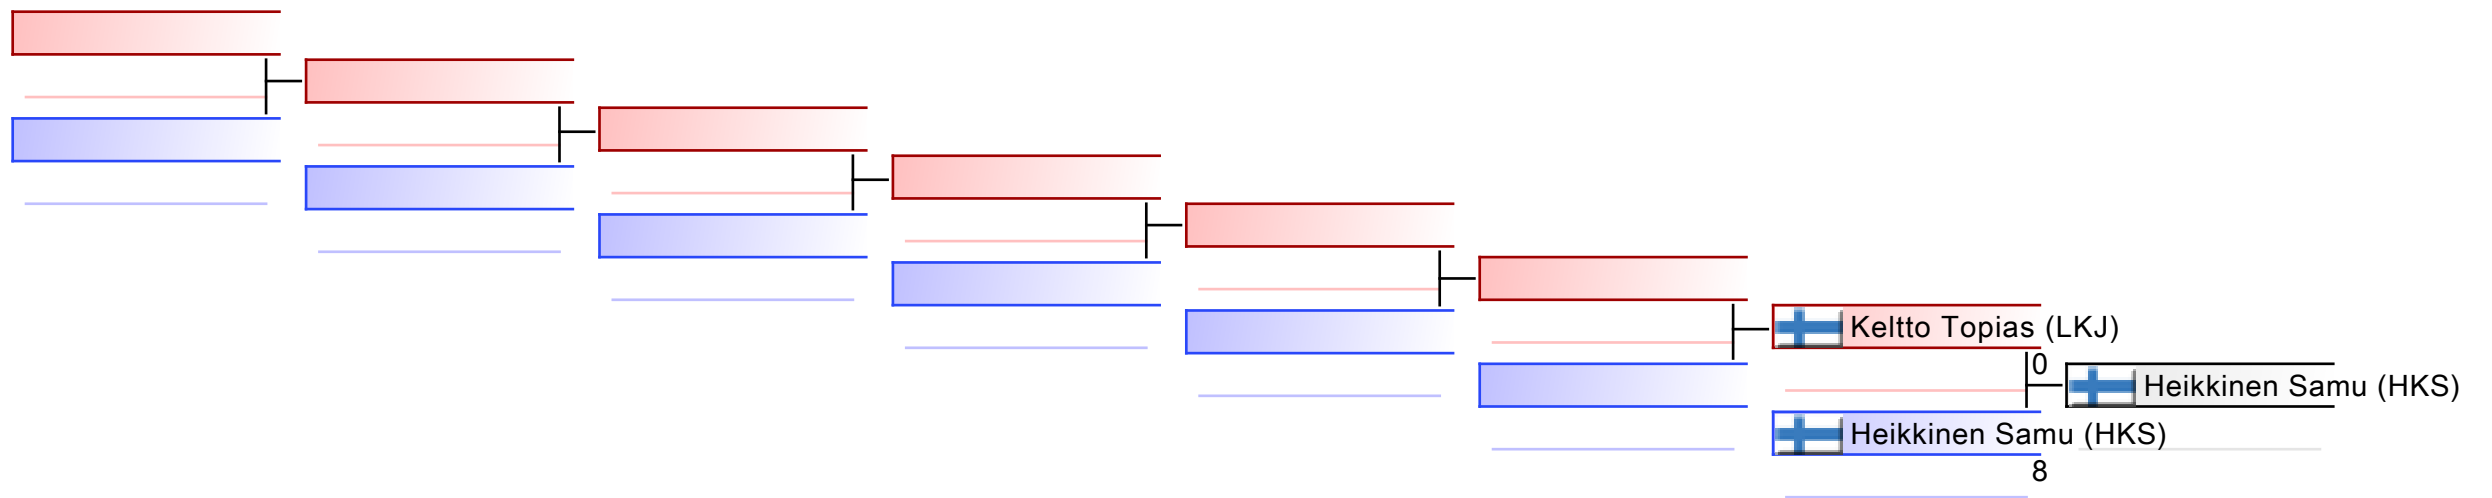 Keltto Topias (LKJ)
0
Heikkinen Samu (HKS)
Heikkinen Samu (HKS)
8